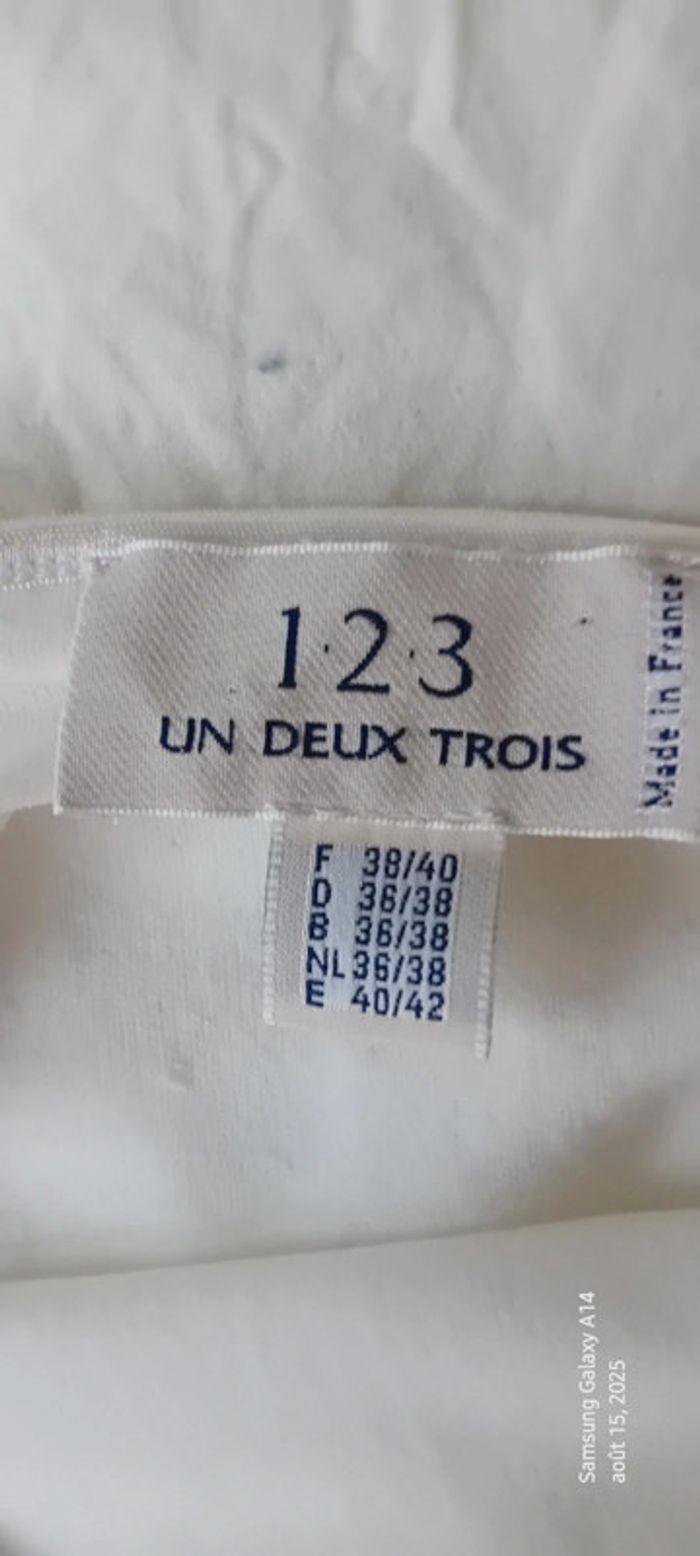 1·2·3
UN DEUX TROIS
Made in France
F 38/40
D 36/38
B 36/38
NL 36/38
E 40/42
Samsung Galaxy A14
août 15, 2025